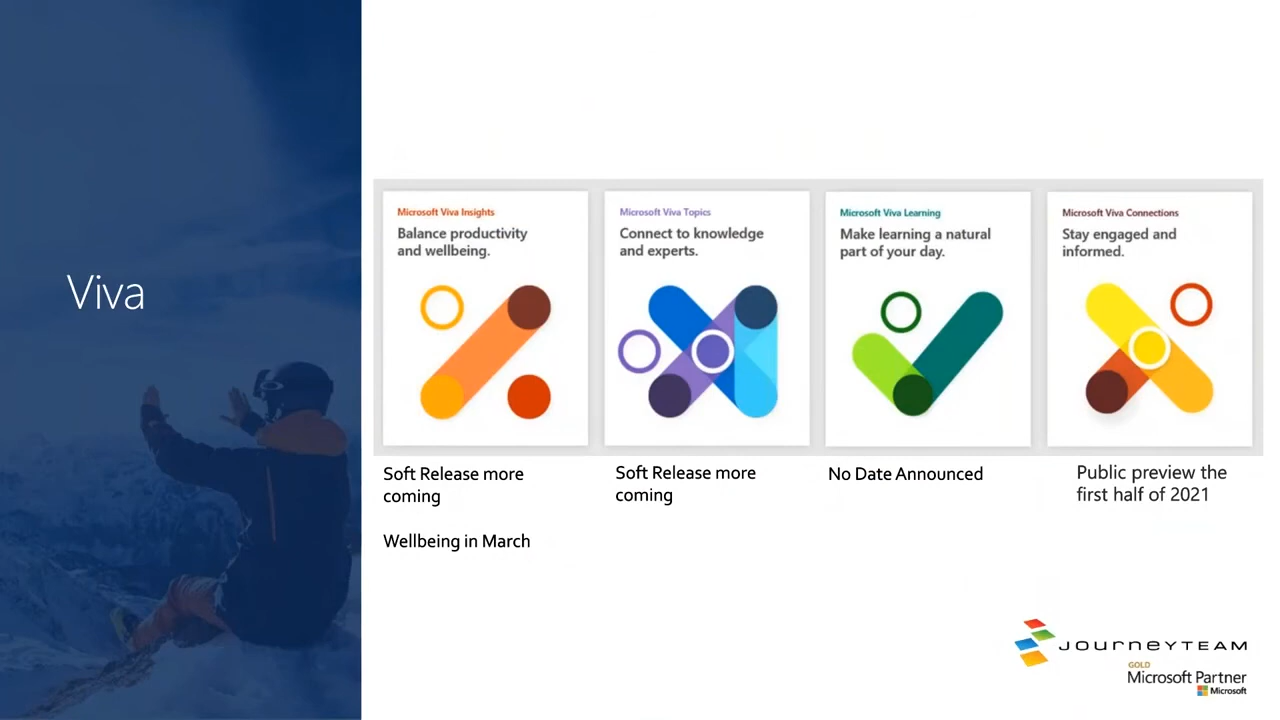 Viva
Microsoft Viva Insights
Balance productivity
and wellbeing.
Microsoft Viva Topics
Connect to knowledge
and experts.
Microsoft Viva Learning
Make learning a natural
part of your day.
Microsoft Viva Connections
Stay engaged and
informed.
Soft Release more
coming
Wellbeing in March
Soft Release more
coming
No Date Announced
Public preview the
first half of 2021
JOURNEYTEAM
GOLD
Microsoft Partner
Microsoft